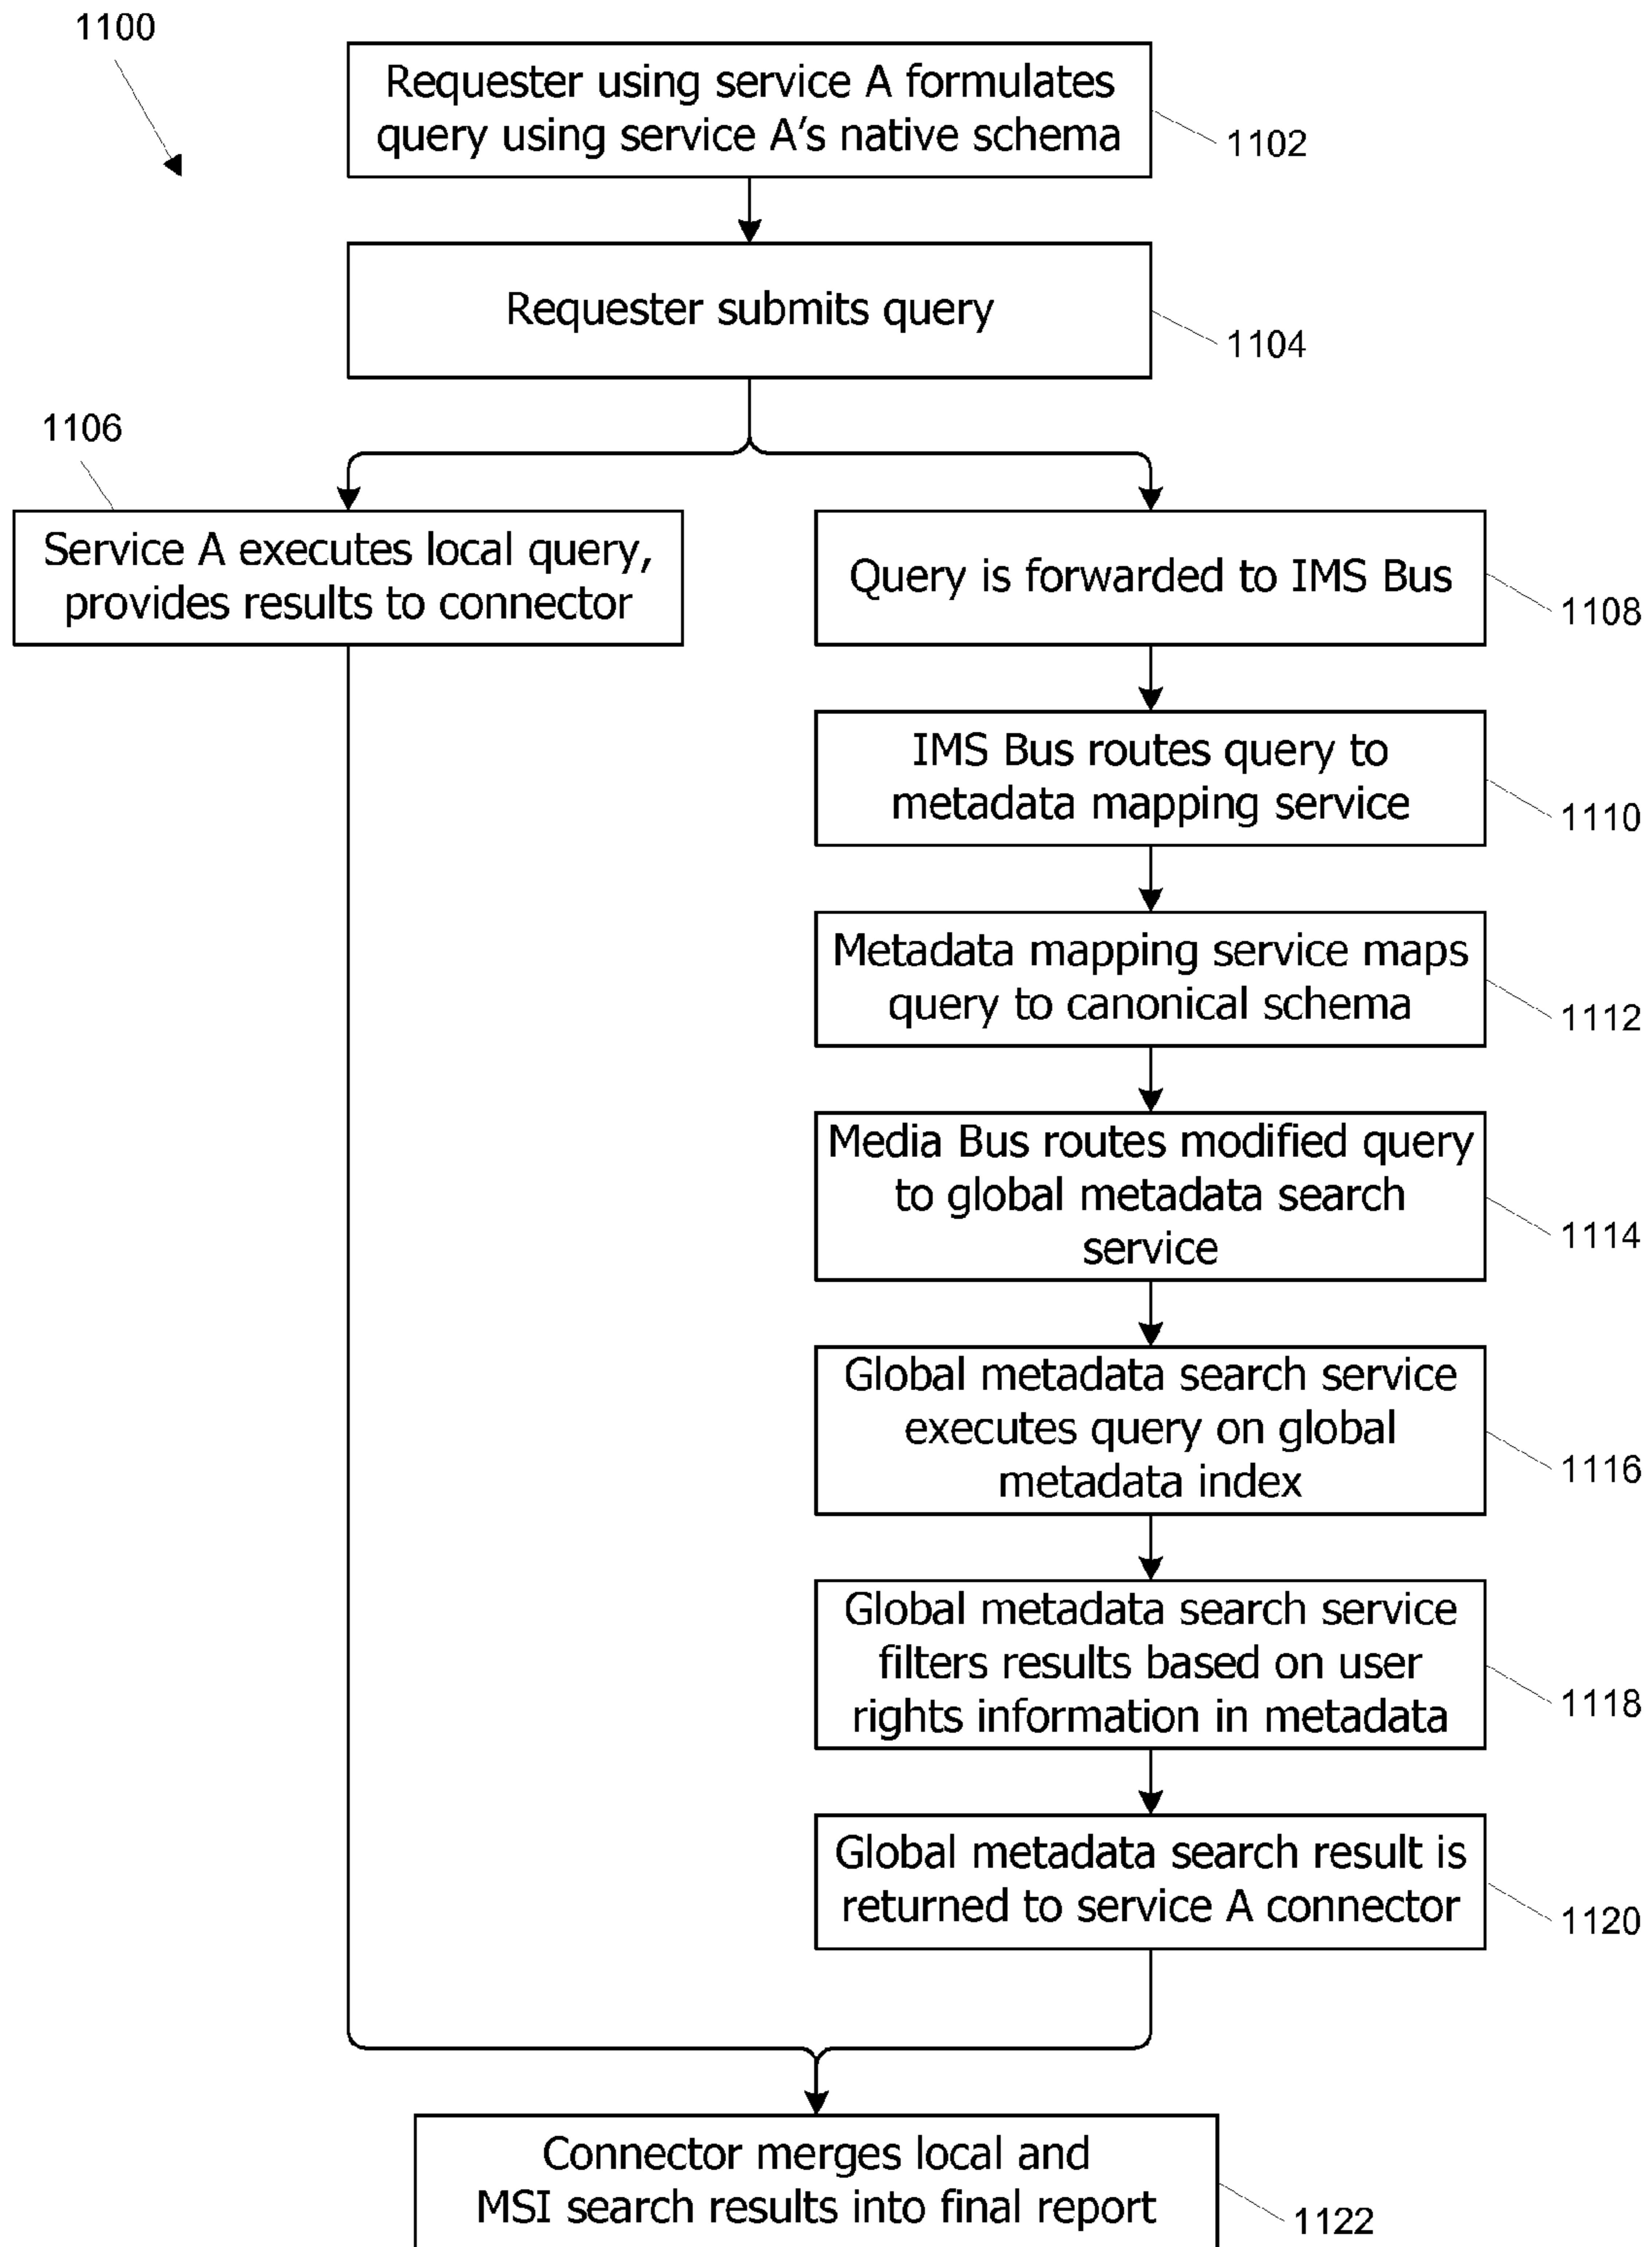 1100
Requester using service A formulates
query using service A's native schema
1102
Requester submits query
1104
1106
Service A executes local query,
provides results to connector
Query is forwarded to IMS Bus
1108
IMS Bus routes query to
metadata mapping service
1110
Metadata mapping service maps
query to canonical schema
1112
Media Bus routes modified query
to global metadata search
service
1114
Global metadata search service
executes query on global
metadata index
1116
Global metadata search service
filters results based on user
rights information in metadata
1118
Global metadata search result is
returned to service A connector
1120
Connector merges local and
MSI search results into final report
1122